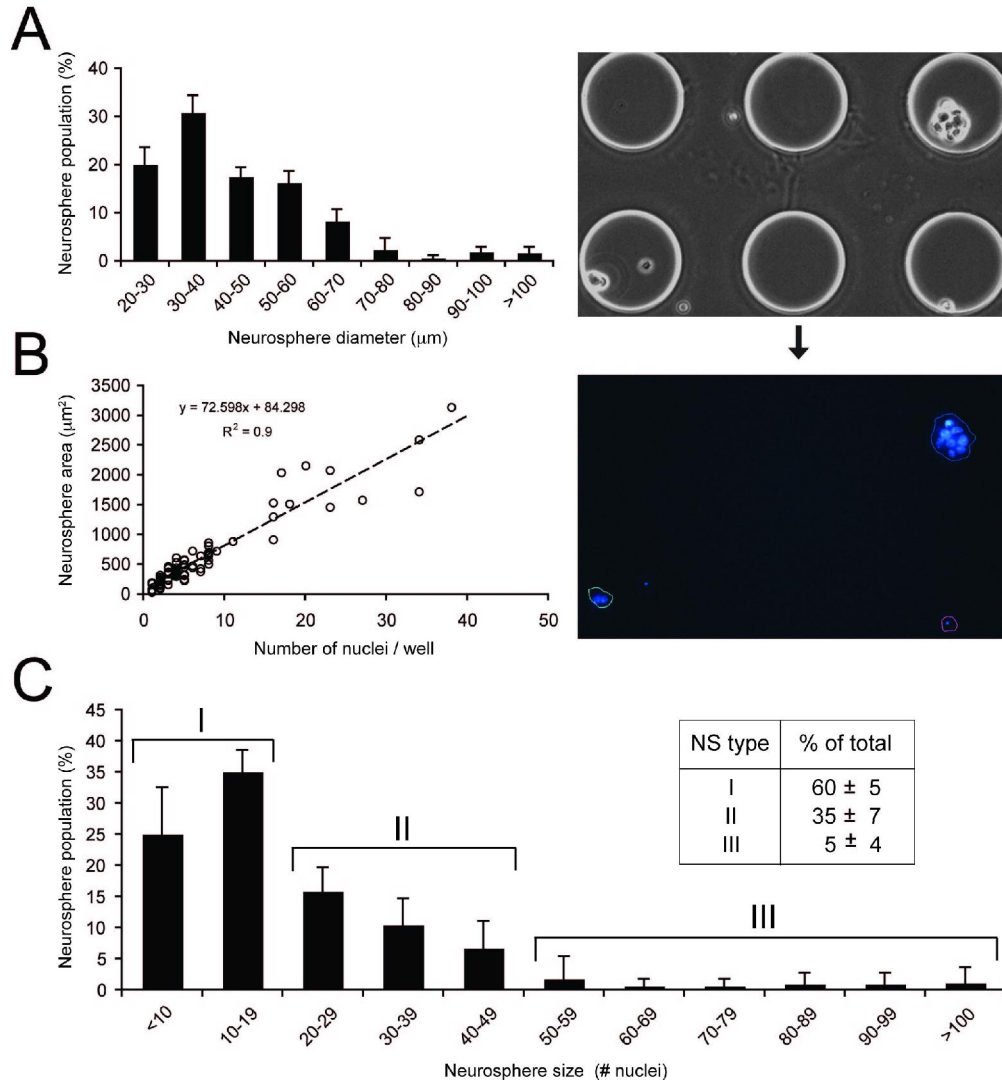 A
Neurosphere population (%)
40
30
20
10
0
20-30
30-40
40-50
50-60
60-70
70-80
80-90
90-100
>100
Neurosphere diameter (μm)
B
Neurosphere area (μm²)
3500
3000
2500
2000
1500
1000
500
0
y = 72.598x + 84.298
R² = 0.9
0
10
20
30
40
50
Number of nuclei / well
C
Neurosphere population (%)
45
40
35
30
25
20
15
10
5
0
I
II
III
NS type % of total
I 60 ± 5
II 35 ± 7
III 5 ± 4
<10
10-19
20-29
30-39
40-49
50-59
60-69
70-79
80-89
90-99
>100
Neurosphere size (# nuclei)